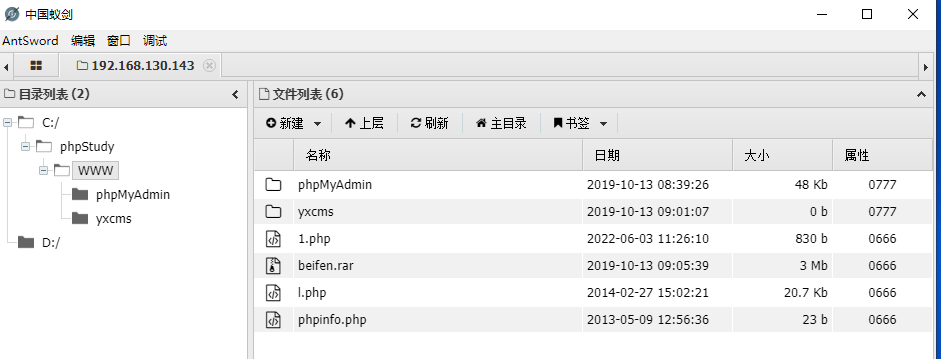 中国蚁剑
AntSword 编辑 窗口 调试
192.168.130.143
目录列表 (2)
文件列表 (6)
新建 上层 刷新 主目录 书签
名称 日期 大小 属性
C:/
phpStudy
WWW
phpMyAdmin
yxcms
D:/
phpMyAdmin 2019-10-13 08:39:26 48 Kb 0777
yxcms 2019-10-13 09:01:07 0 b 0777
1.php 2022-06-03 11:26:10 830 b 0666
beifen.rar 2019-10-13 09:05:39 3 Mb 0666
l.php 2014-02-27 15:02:21 20.7 Kb 0666
phpinfo.php 2013-05-09 12:56:36 23 b 0666